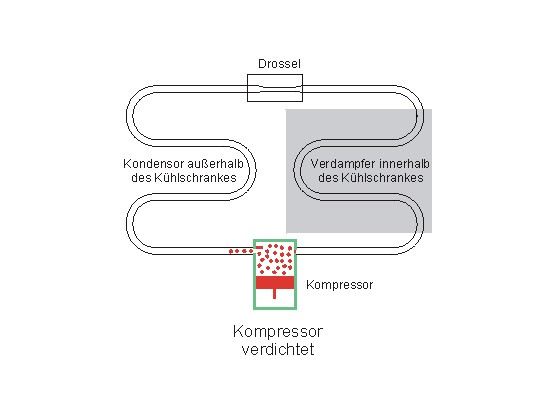 Drossel
Kondensor außerhalb
des Kühlschrankes
Verdampfer innerhalb
des Kühlschrankes
Kompressor
Kompressor
verdichtet